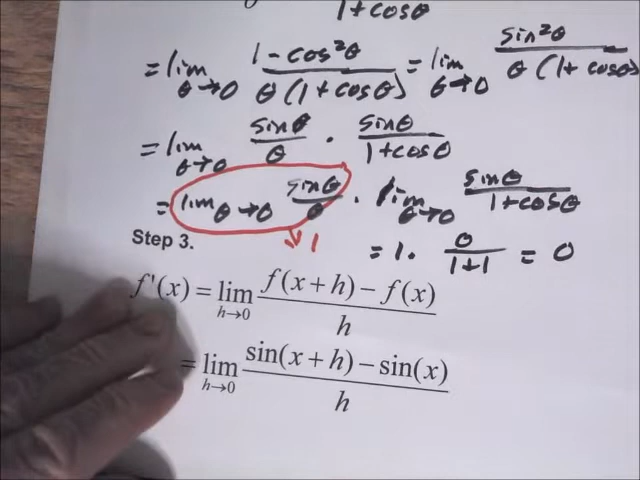 1+cosθ
= lim θ→0 (1-cos²θ)/(θ(1+cosθ)) = lim θ→0 sin²θ/(θ(1+cosθ))
= lim θ→0 sinθ/θ · sinθ/(1+cosθ)
= lim θ→0 sinθ/θ · lim θ→0 sinθ/(1+cosθ)
→ 1
Step 3.
= 1 · 0/(1+1) = 0
f'(x) = lim h→0 (f(x+h)−f(x))/h
= lim h→0 (sin(x+h)−sin(x))/h